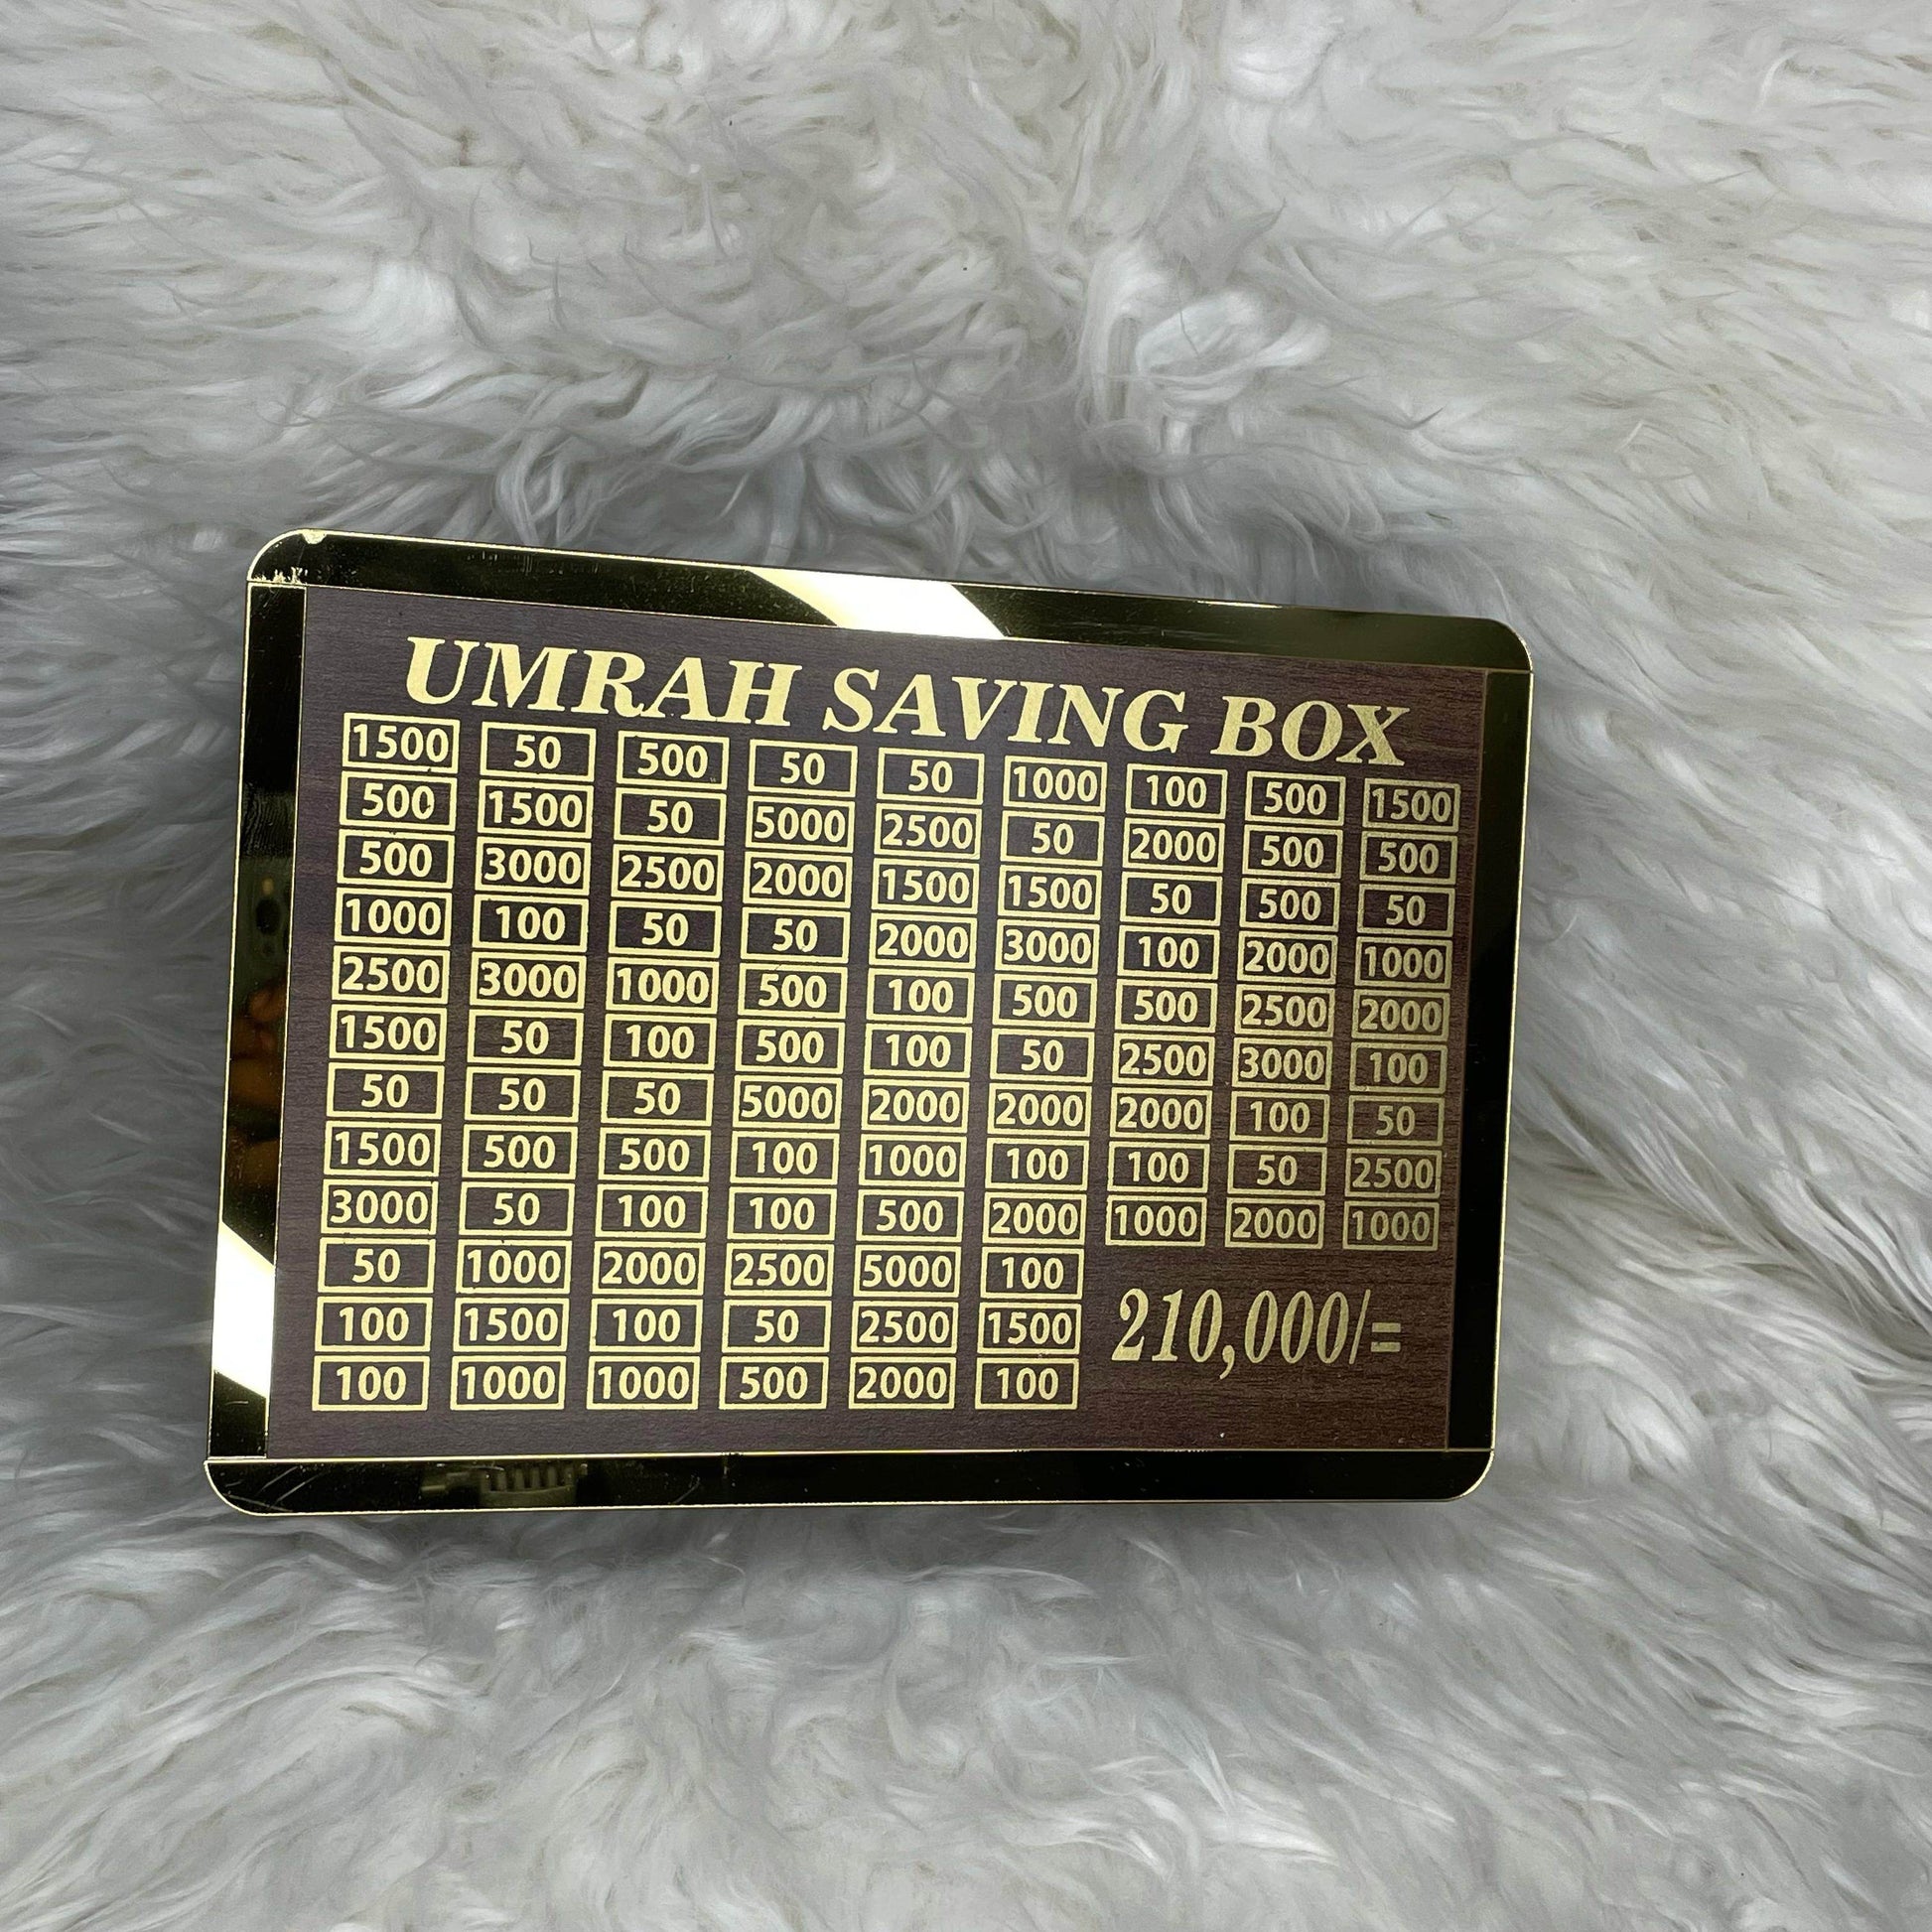 UMRAH SAVING BOX
1500 50 500 50 50 1000 100 500 1500
500 1500 50 5000 2500 50 2000 500 500
500 3000 2500 2000 1500 1500 50 500 50
1000 100 50 50 2000 3000 100 2000 1000
2500 3000 1000 500 100 500 500 2500 2000
1500 50 100 500 100 50 2500 3000 100
50 50 50 5000 2000 2000 2000 100 50
1500 500 500 100 1000 100 100 50 2500
3000 50 100 100 500 2000 1000 2000 1000
50 1000 2000 2500 5000 100
100 1500 100 50 2500 1500
100 1000 1000 500 2000 100
210,000/=